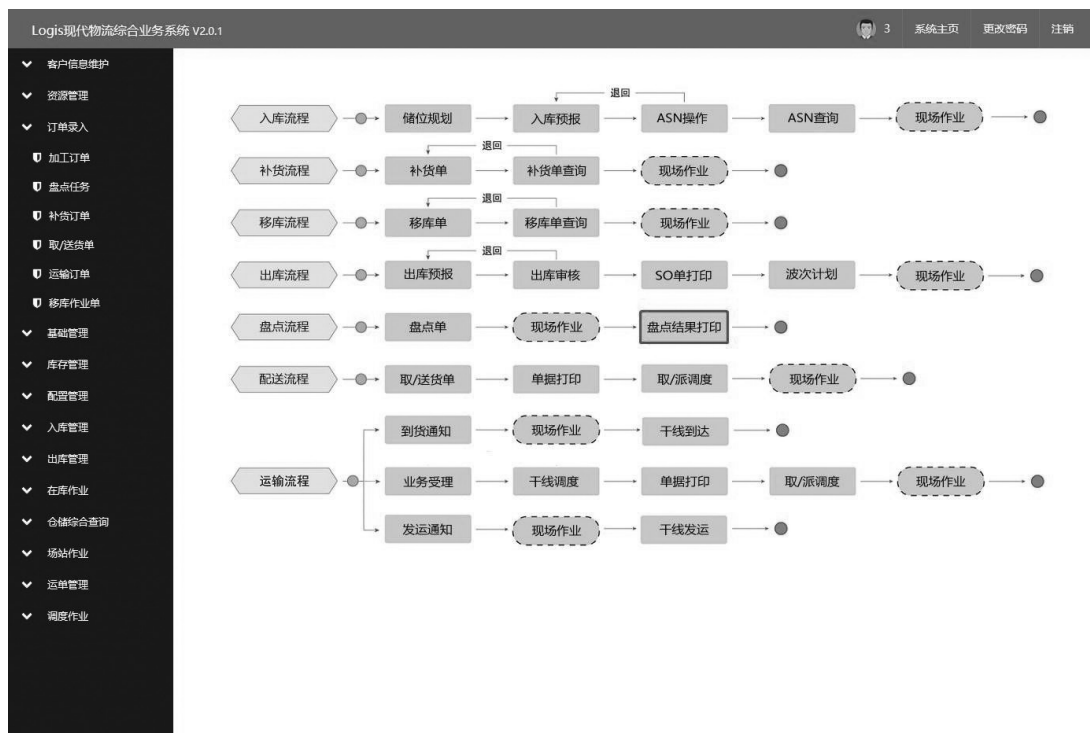 Logis现代物流综合业务系统 V2.0.1
3 系统主页 更改密码 注销
客户信息维护
资源管理
订单录入
加工订单
盘点任务
补货订单
取/送货单
运输订单
移库作业单
基础管理
库存管理
配置管理
入库管理
出库管理
在库作业
仓储综合查询
场站作业
运单管理
调度作业
退回
入库流程 储位规划 入库预报 ASN操作 ASN查询 现场作业
退回
补货流程 补货单 补货单查询 现场作业
退回
移库流程 移库单 移库单查询 现场作业
退回
出库流程 出库预报 出库审核 SO单打印 波次计划 现场作业
盘点流程 盘点单 现场作业 盘点结果打印
配送流程 取/送货单 单据打印 取/派调度 现场作业
到货通知 现场作业 干线到达
运输流程 业务受理 干线调度 单据打印 取/派调度 现场作业
发运通知 现场作业 干线发运